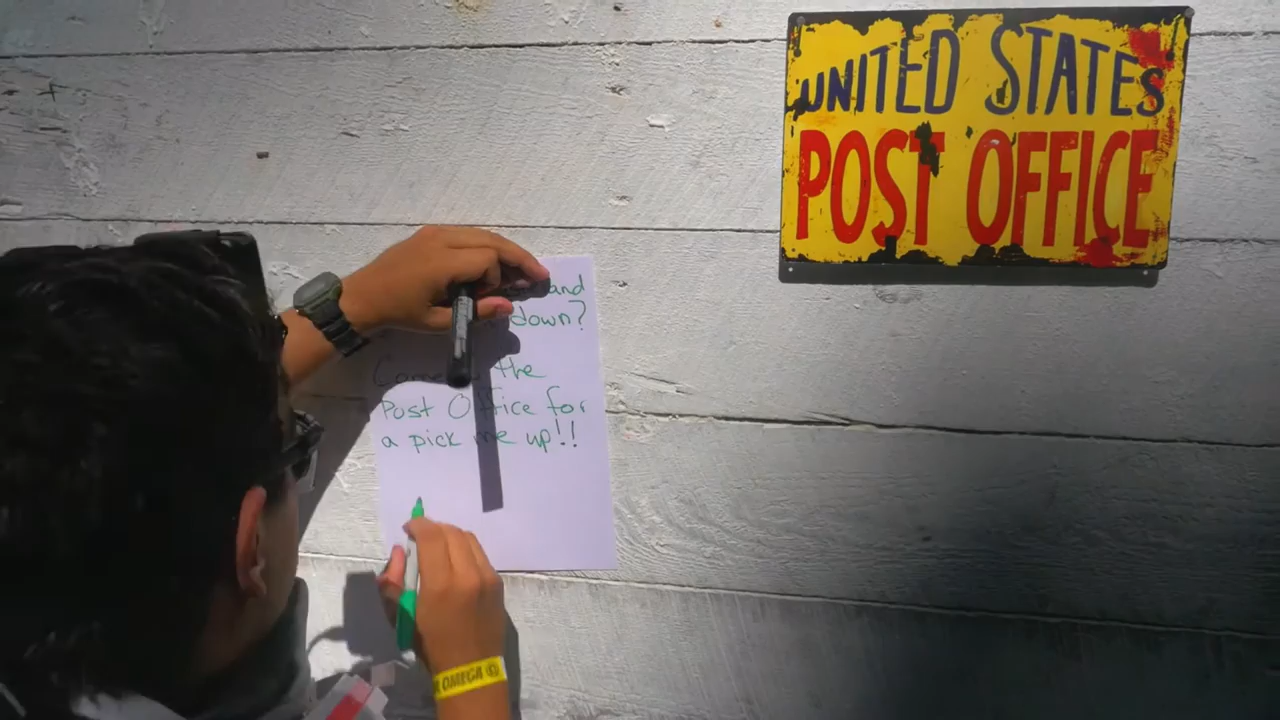 UNITED STATES
POST OFFICE
and
down?
Come the
Post Office for
a pick me up!!
OMEGA